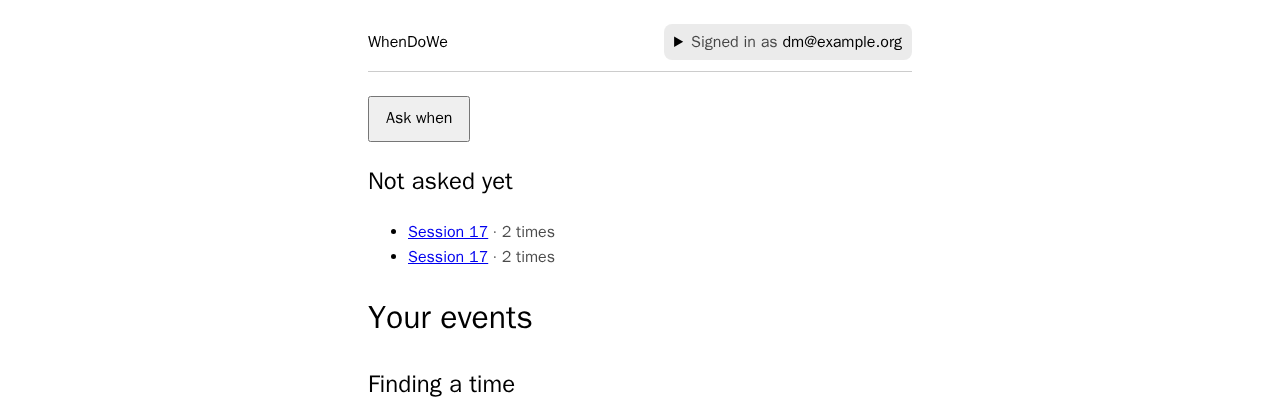 WhenDoWe
Signed in as dm@example.org
Ask when
Not asked yet
Session 17 · 2 times
Session 17 · 2 times
Your events
Finding a time